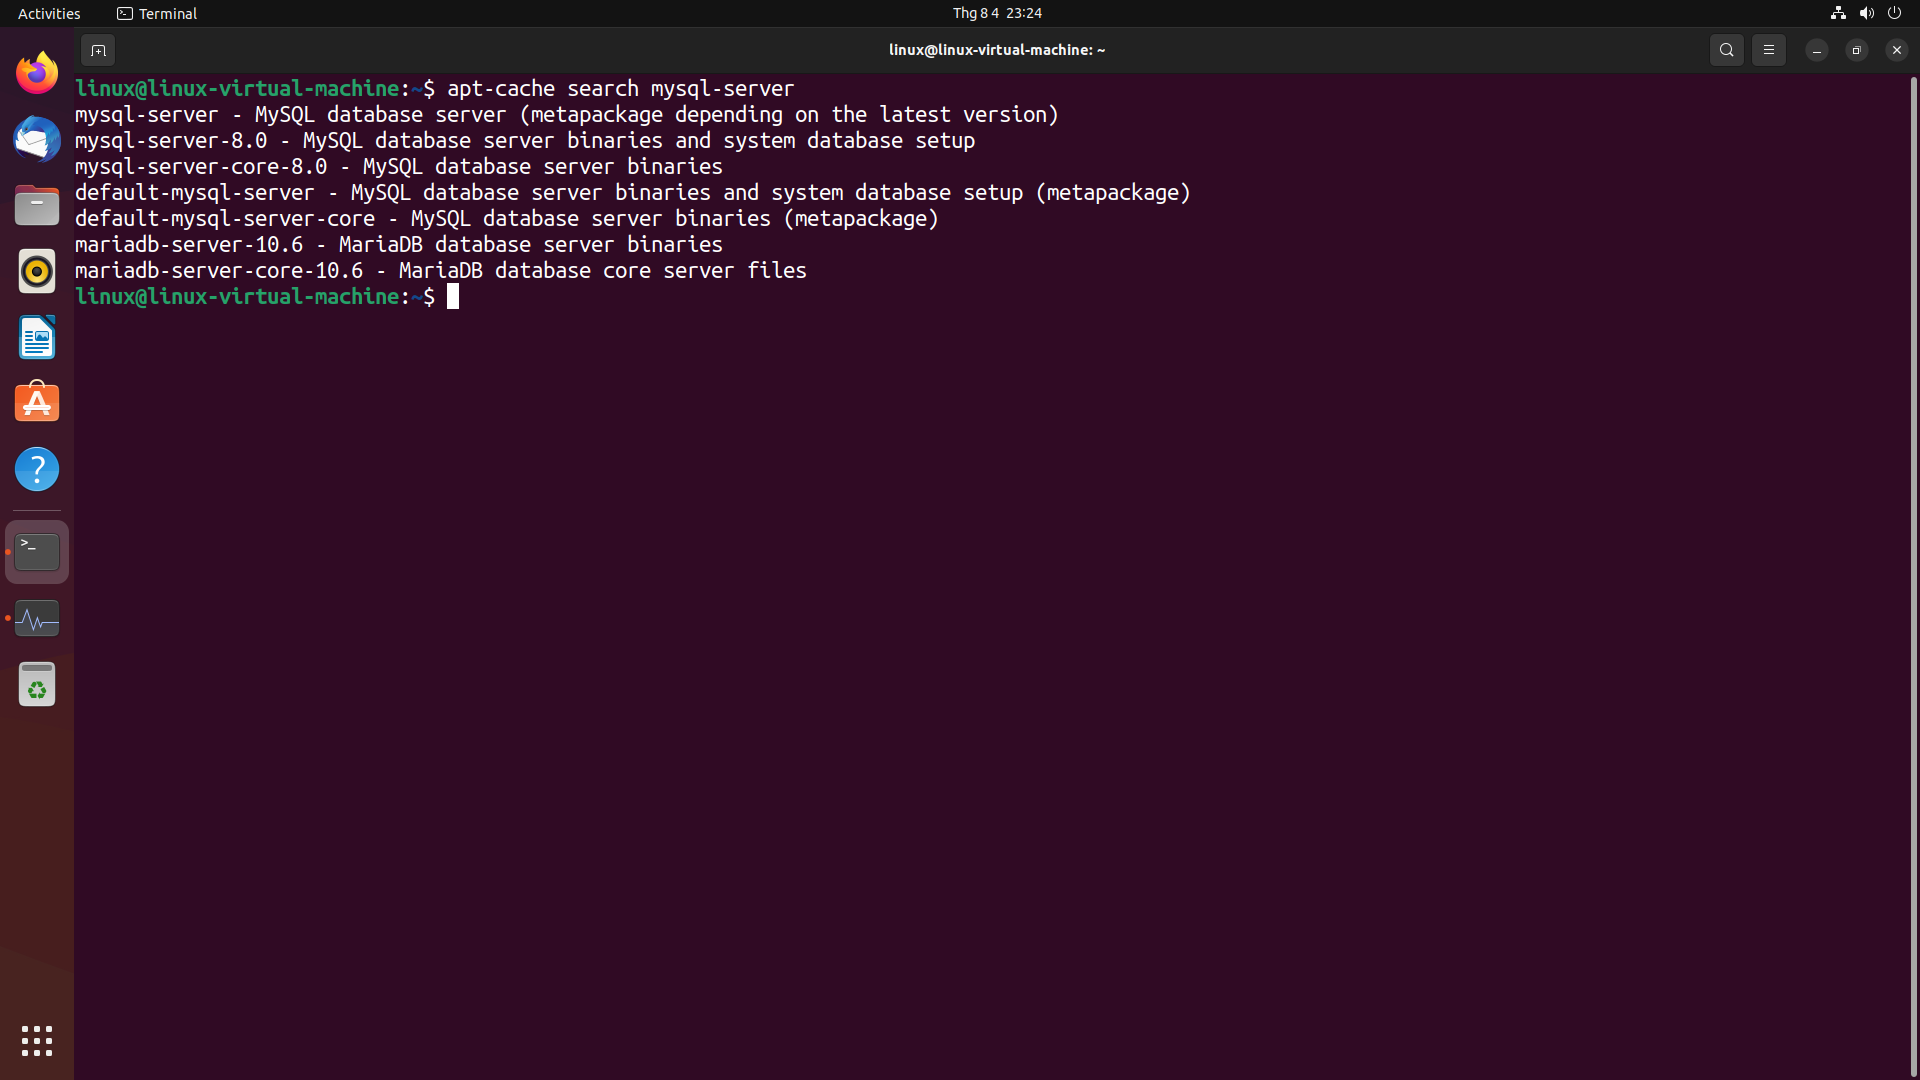 Activities Terminal Thg 8 4 23:24
linux@linux-virtual-machine: ~
linux@linux-virtual-machine:~$ apt-cache search mysql-server
mysql-server - MySQL database server (metapackage depending on the latest version)
mysql-server-8.0 - MySQL database server binaries and system database setup
mysql-server-core-8.0 - MySQL database server binaries
default-mysql-server - MySQL database server binaries and system database setup (metapackage)
default-mysql-server-core - MySQL database server binaries (metapackage)
mariadb-server-10.6 - MariaDB database server binaries
mariadb-server-core-10.6 - MariaDB database core server files
linux@linux-virtual-machine:~$